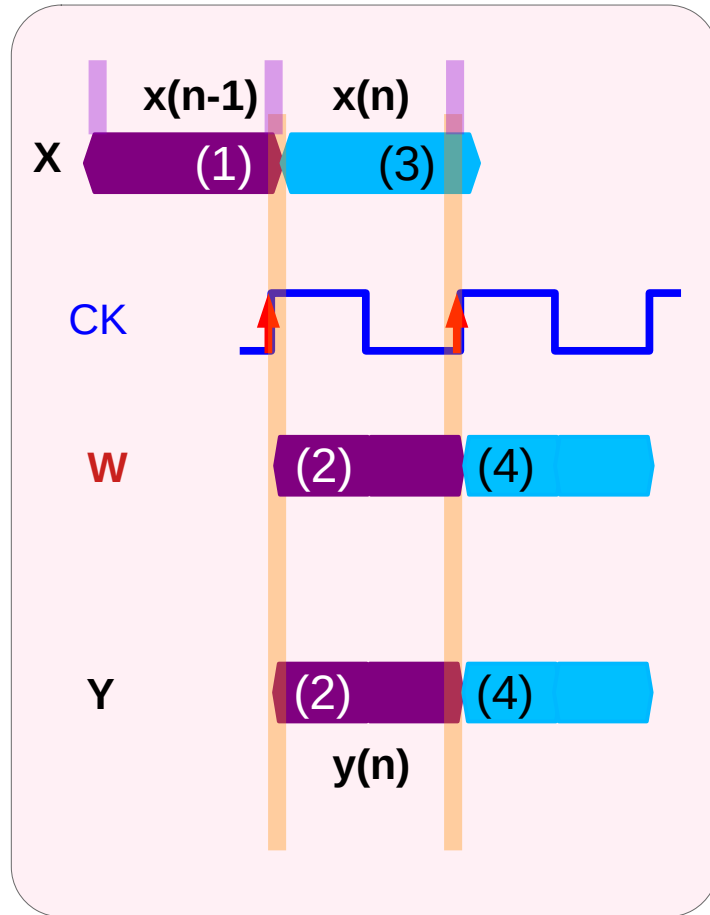 x(n-1) x(n)
X (1) (3)
CK
W (2) (4)
Y (2) (4)
y(n)